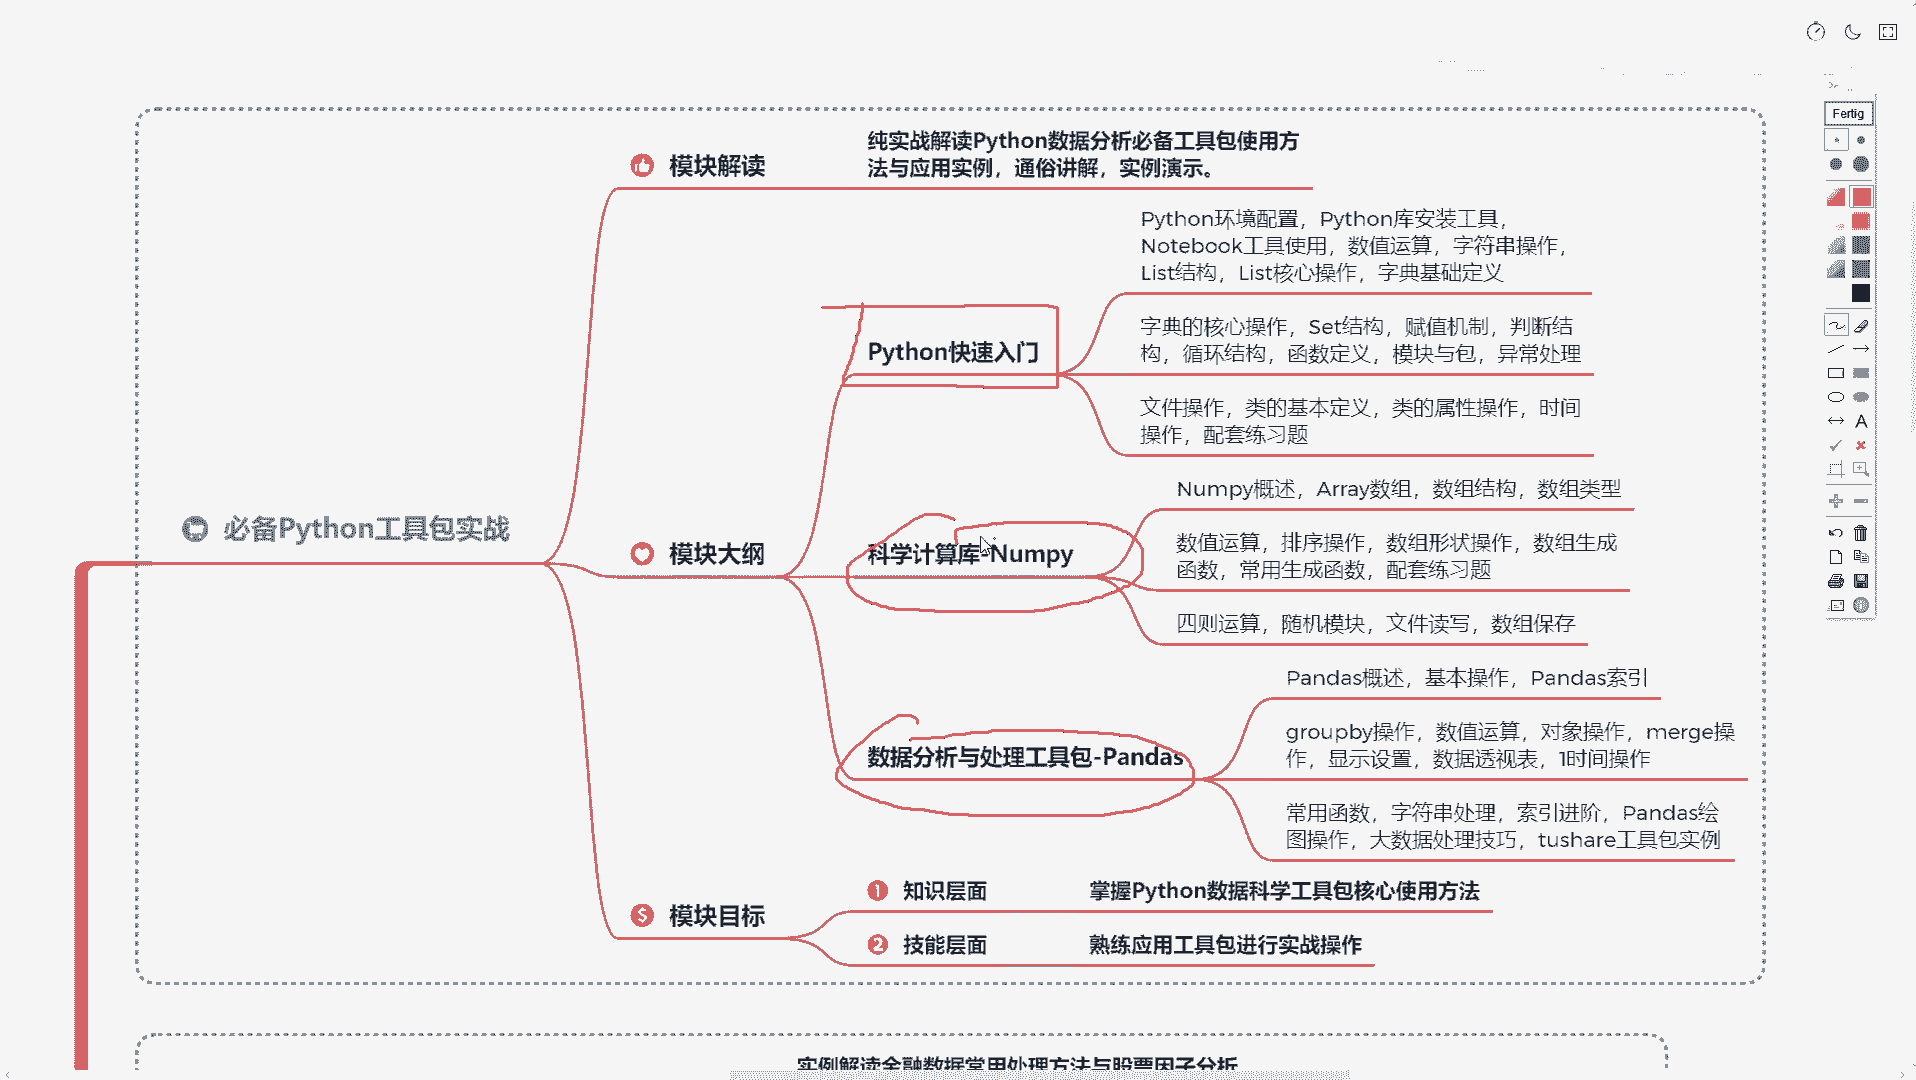 Fertig
模块解读
纯实战解读Python数据分析必备工具包使用方
法与应用实例，通俗讲解，实例演示。
Python环境配置，Python库安装工具，
Notebook工具使用，数值运算，字符串操作，
List结构，List核心操作，字典基础定义
Python快速入门
字典的核心操作，Set结构，赋值机制，判断结
构，循环结构，函数定义，模块与包，异常处理
文件操作，类的基本定义，类的属性操作，时间
操作，配套练习题
必备Python工具包实战
模块大纲
科学计算库-Numpy
Numpy概述，Array数组，数组结构，数组类型
数值运算，排序操作，数组形状操作，数组生成
函数，常用生成函数，配套练习题
四则运算，随机模块，文件读写，数组保存
数据分析与处理工具包-Pandas
Pandas概述，基本操作，Pandas索引
groupby操作，数值运算，对象操作，merge操
作，显示设置，数据透视表，1时间操作
常用函数，字符串处理，索引进阶，Pandas绘
图操作，大数据处理技巧，tushare工具包实例
模块目标
1 知识层面 掌握Python数据科学工具包核心使用方法
2 技能层面 熟练应用工具包进行实战操作
实例解读金融数据常用处理方法与股票因子分析